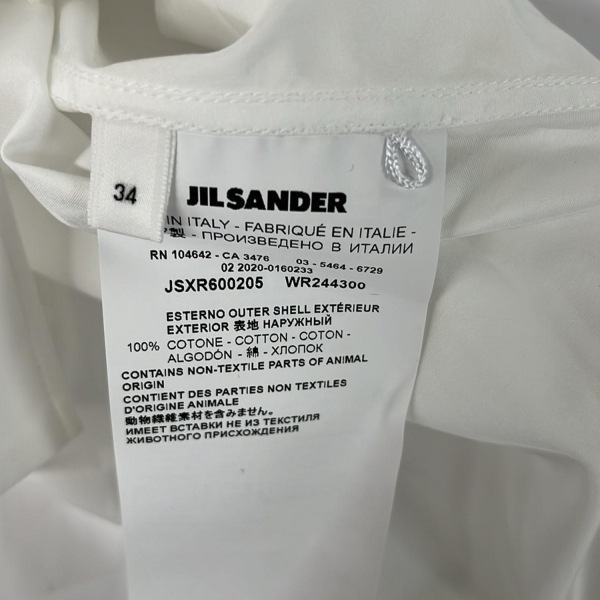 34
JIL SANDER
IN ITALY - FABRIQUÉ EN ITALIE -
製 - ПРОИЗВЕДЕНО В ИТАЛИИ
RN 104642 - CA 3476 03 - 5464 - 6729
02 2020-0160233
JSXR600205 WR244300
ESTERNO OUTER SHELL EXTÉRIEUR
EXTERIOR 表地 НАРУЖНЫЙ
100% COTONE - COTTON - COTON -
ALGODÓN - 綿 - ХЛОПОК
CONTAINS NON-TEXTILE PARTS OF ANIMAL
ORIGIN
CONTIENT DES PARTIES NON TEXTILES
D'ORIGINE ANIMALE
動物繊維素材を含みません。
ИМЕЕТ ВСТАВКИ НЕ ИЗ ТЕКСТИЛЯ
ЖИВОТНОГО ПРИСХОЖДЕНИЯ